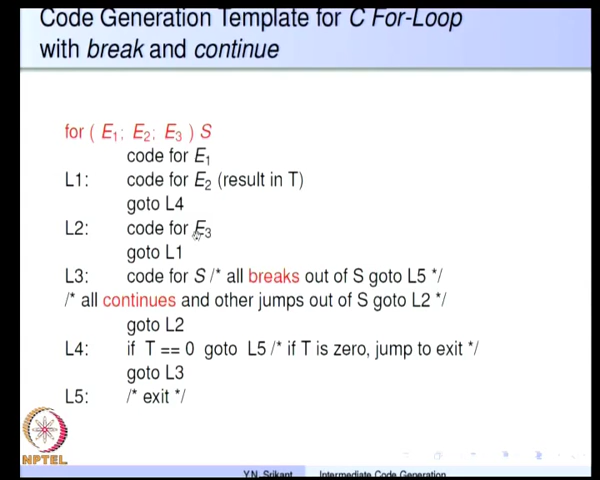 Code Generation Template for C For-Loop
with break and continue
for ( E1; E2; E3 ) S
code for E1
L1: code for E2 (result in T)
goto L4
L2: code for E3
goto L1
L3: code for S /* all breaks out of S goto L5 */
/* all continues and other jumps out of S goto L2 */
goto L2
L4: if T == 0 goto L5 /* if T is zero, jump to exit */
goto L3
L5: /* exit */
NPTEL
Y.N. Srikant Intermediate Code Generation